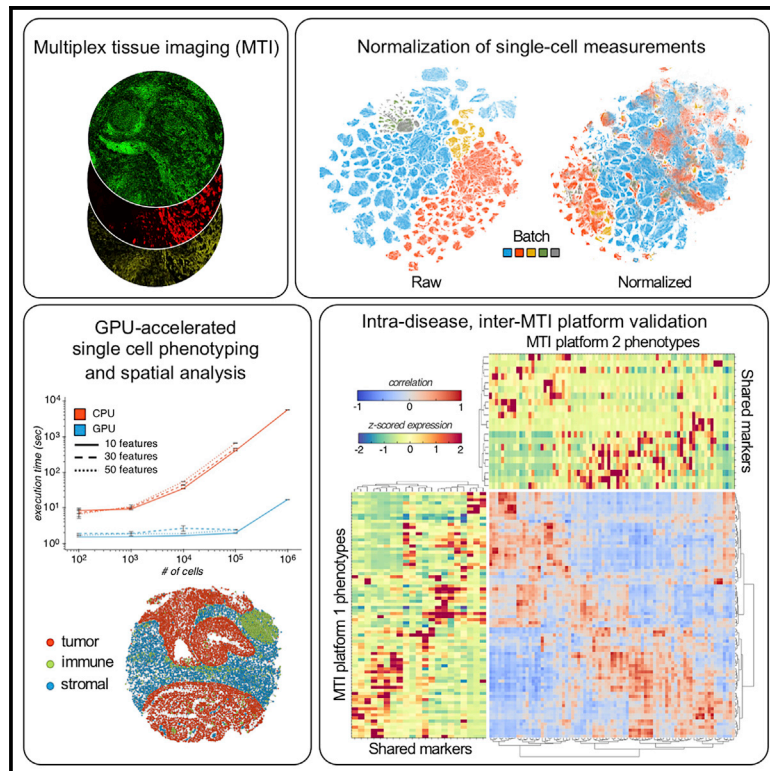 Multiplex tissue imaging (MTI)
Normalization of single-cell measurements
Batch
Raw
Normalized
GPU-accelerated
single cell phenotyping
and spatial analysis
execution time (sec)
10⁴
10³
10²
10¹
10⁰
CPU
GPU
10 features
30 features
50 features
10² 10³ 10⁴ 10⁵ 10⁶
# of cells
tumor
immune
stromal
Intra-disease, inter-MTI platform validation
MTI platform 2 phenotypes
correlation
-1 0 1
z-scored expression
-2 -1 0 1 2
Shared markers
MTI platform 1 phenotypes
Shared markers